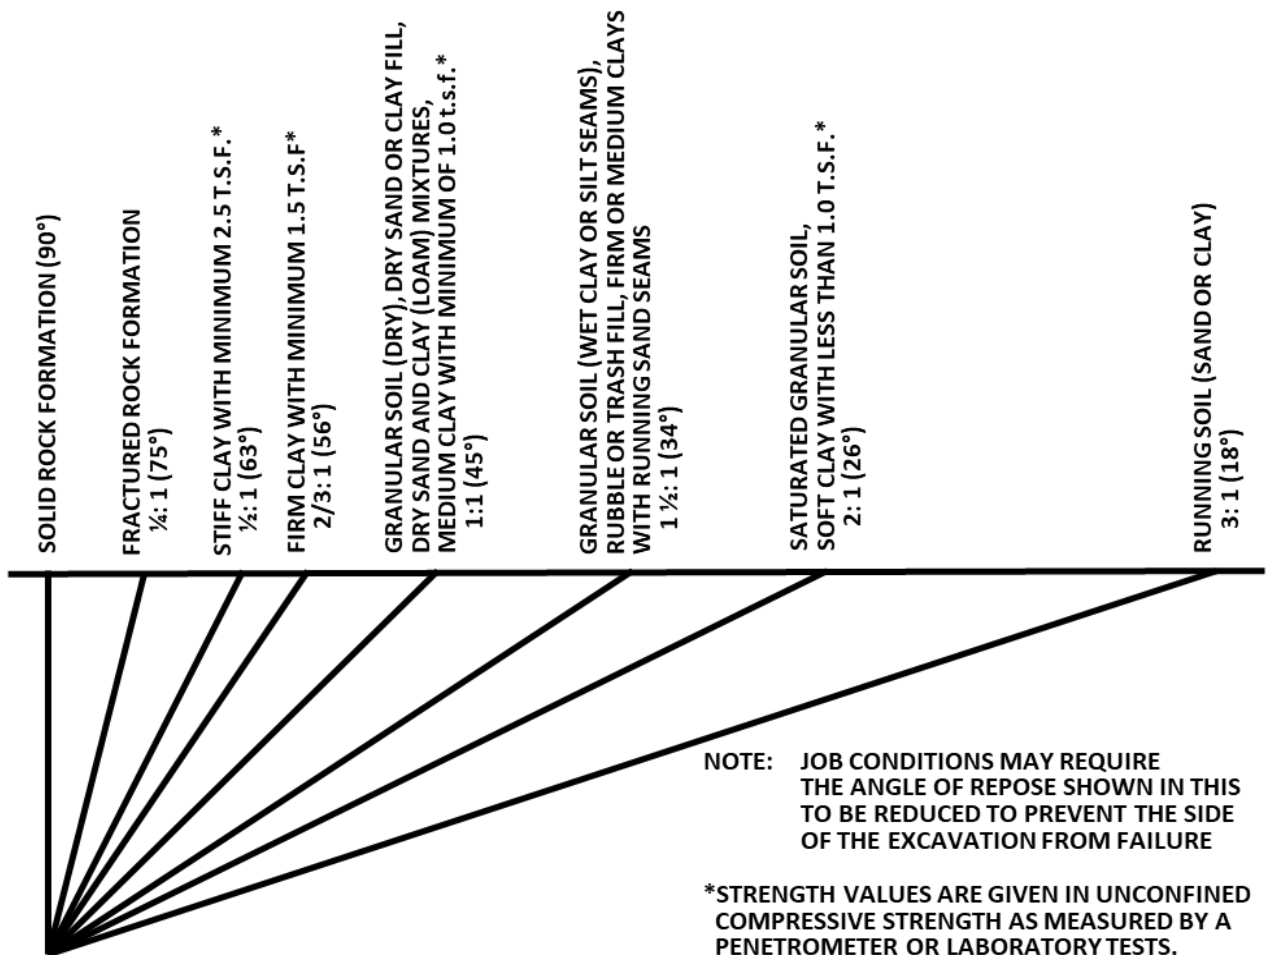 SOLID ROCK FORMATION (90°)
FRACTURED ROCK FORMATION
¼: 1 (75°)
STIFF CLAY WITH MINIMUM 2.5 T.S.F.*
½: 1 (63°)
FIRM CLAY WITH MINIMUM 1.5 T.S.F*
2/3: 1 (56°)
GRANULAR SOIL (DRY), DRY SAND OR CLAY FILL,
DRY SAND AND CLAY (LOAM) MIXTURES,
MEDIUM CLAY WITH MINIMUM OF 1.0 t.s.f.*
1:1 (45°)
GRANULAR SOIL (WET CLAY OR SILT SEAMS),
RUBBLE OR TRASH FILL, FIRM OR MEDIUM CLAYS
WITH RUNNING SAND SEAMS
1 ½: 1 (34°)
SATURATED GRANULAR SOIL,
SOFT CLAY WITH LESS THAN 1.0 T.S.F.*
2: 1 (26°)
RUNNING SOIL (SAND OR CLAY)
3: 1 (18°)
NOTE: JOB CONDITIONS MAY REQUIRE
THE ANGLE OF REPOSE SHOWN IN THIS
TO BE REDUCED TO PREVENT THE SIDE
OF THE EXCAVATION FROM FAILURE
*STRENGTH VALUES ARE GIVEN IN UNCONFINED
COMPRESSIVE STRENGTH AS MEASURED BY A
PENETROMETER OR LABORATORY TESTS.